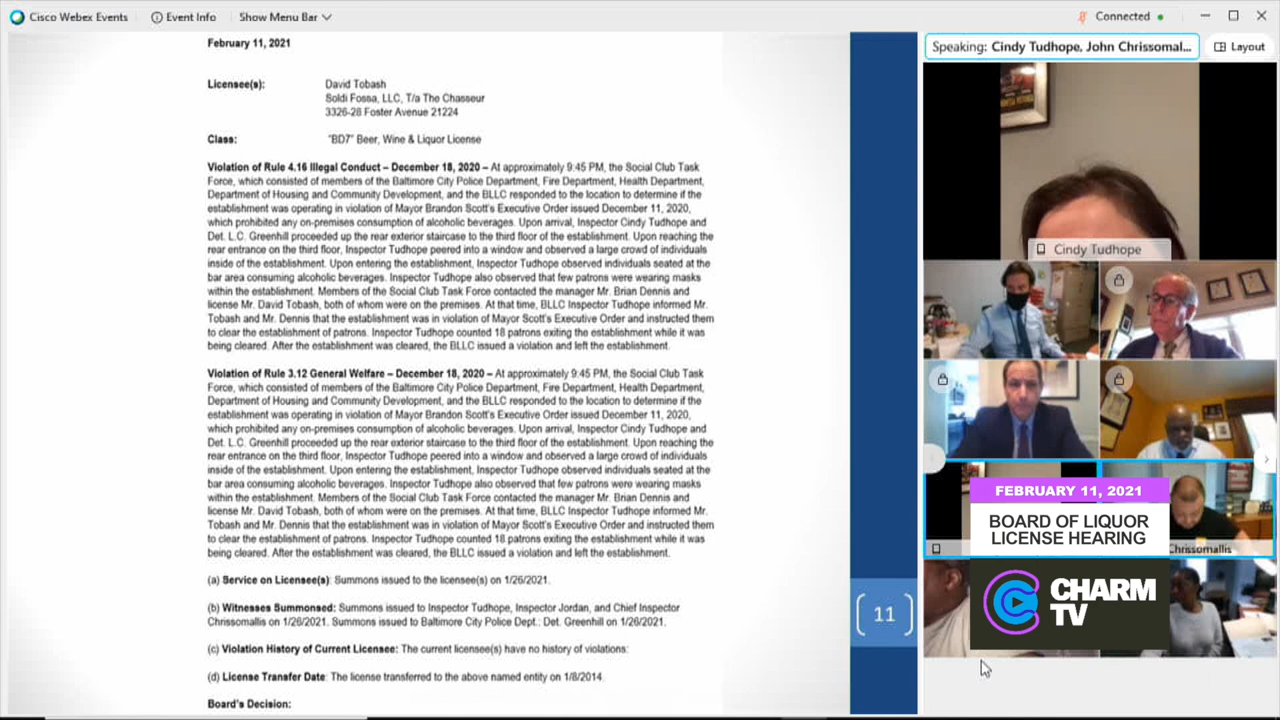 Cisco Webex Events
Event Info
Show Menu Bar
Connected
February 11, 2021
Licensee(s): David Tobash
Soldi Fossa, LLC, T/a The Chasseur
3326-28 Foster Avenue 21224
Class: "BD7" Beer, Wine & Liquor License
Violation of Rule 4.16 Illegal Conduct – December 18, 2020 – At approximately 9:45 PM, the Social Club Task
Force, which consisted of members of the Baltimore City Police Department, Fire Department, Health Department,
Department of Housing and Community Development, and the BLLC responded to the location to determine if the
establishment was operating in violation of Mayor Brandon Scott's Executive Order issued December 11, 2020,
which prohibited any on-premises consumption of alcoholic beverages. Upon arrival, Inspector Cindy Tudhope and
Det. L.C. Greenhill proceeded up the rear exterior staircase to the third floor of the establishment. Upon reaching the
rear entrance on the third floor, Inspector Tudhope peered into a window and observed a large crowd of individuals
inside of the establishment. Upon entering the establishment, Inspector Tudhope observed individuals seated at the
bar area consuming alcoholic beverages. Inspector Tudhope also observed that few patrons were wearing masks
within the establishment. Members of the Social Club Task Force contacted the manager Mr. Brian Dennis and
license Mr. David Tobash, both of whom were on the premises. At that time, BLLC Inspector Tudhope informed Mr.
Tobash and Mr. Dennis that the establishment was in violation of Mayor Scott's Executive Order and instructed them
to clear the establishment of patrons. Inspector Tudhope counted 18 patrons exiting the establishment while it was
being cleared. After the establishment was cleared, the BLLC issued a violation and left the establishment.
Violation of Rule 3.12 General Welfare – December 18, 2020 – At approximately 9:45 PM, the Social Club Task
Force, which consisted of members of the Baltimore City Police Department, Fire Department, Health Department,
Department of Housing and Community Development, and the BLLC responded to the location to determine if the
establishment was operating in violation of Mayor Brandon Scott's Executive Order issued December 11, 2020,
which prohibited any on-premises consumption of alcoholic beverages. Upon arrival, Inspector Cindy Tudhope and
Det. L.C. Greenhill proceeded up the rear exterior staircase to the third floor of the establishment. Upon reaching the
rear entrance on the third floor, Inspector Tudhope peered into a window and observed a large crowd of individuals
inside of the establishment. Upon entering the establishment, Inspector Tudhope observed individuals seated at the
bar area consuming alcoholic beverages. Inspector Tudhope also observed that few patrons were wearing masks
within the establishment. Members of the Social Club Task Force contacted the manager Mr. Brian Dennis and
license Mr. David Tobash, both of whom were on the premises. At that time, BLLC Inspector Tudhope informed Mr.
Tobash and Mr. Dennis that the establishment was in violation of Mayor Scott's Executive Order and instructed them
to clear the establishment of patrons. Inspector Tudhope counted 18 patrons exiting the establishment while it was
being cleared. After the establishment was cleared, the BLLC issued a violation and left the establishment.
(a) Service on Licensee(s): Summons issued to the licensee(s) on 1/26/2021.
(b) Witnesses Summonsed: Summons issued to Inspector Tudhope, Inspector Jordan, and Chief Inspector
Chrissomallis on 1/26/2021. Summons issued to Baltimore City Police Dept.: Det. Greenhill on 1/26/2021.
(c) Violation History of Current Licensee: The current licensee(s) have no history of violations:
(d) License Transfer Date: The license transferred to the above named entity on 1/8/2014.
Board's Decision:
11
Speaking: Cindy Tudhope, John Chrissomal...
Layout
Cindy Tudhope
Chrissomallis
FEBRUARY 11, 2021
BOARD OF LIQUOR
LICENSE HEARING
CHARM
TV